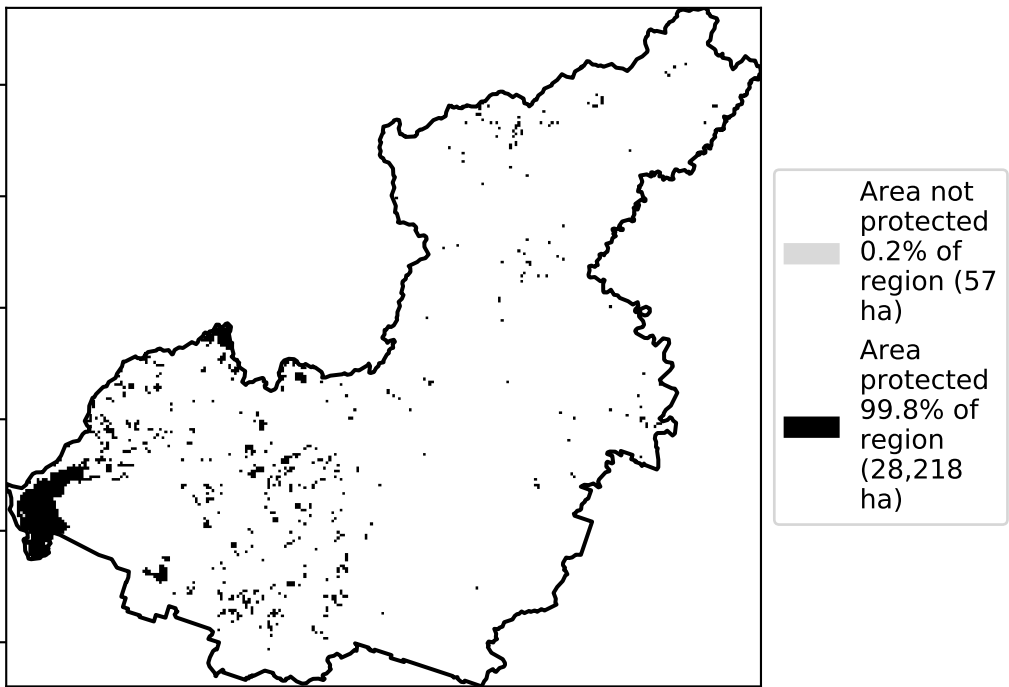 Area not
protected
0.2% of
region (57
ha)
Area
protected
99.8% of
region
(28,218
ha)